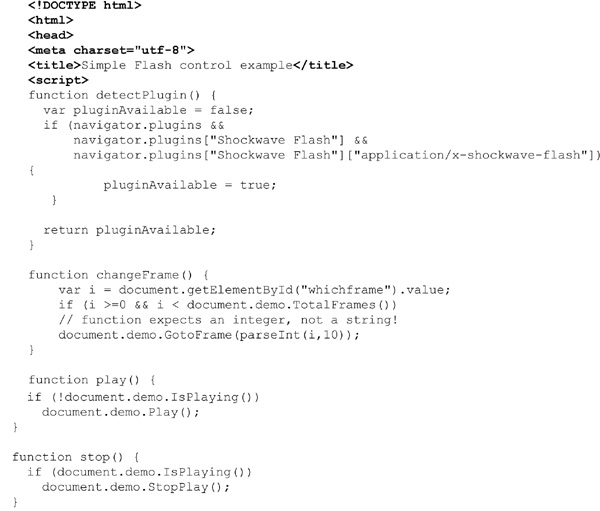 <!DOCTYPE html>
<html>
<head>
<meta charset="utf-8">
<title>Simple Flash control example</title>
<script>
function detectPlugin() {
  var pluginAvailable = false;
  if (navigator.plugins &&
      navigator.plugins["Shockwave Flash"] &&
      navigator.plugins["Shockwave Flash"]["application/x-shockwave-flash"])
{
          pluginAvailable = true;
   }
  return pluginAvailable;
}
function changeFrame() {
    var i = document.getElementById("whichframe").value;
    if (i >=0 && i < document.demo.TotalFrames())
    // function expects an integer, not a string!
    document.demo.GotoFrame(parseInt(i,10));
}
function play() {
if (!document.demo.IsPlaying())
  document.demo.Play();
}
function stop() {
  if (document.demo.IsPlaying())
    document.demo.StopPlay();
}